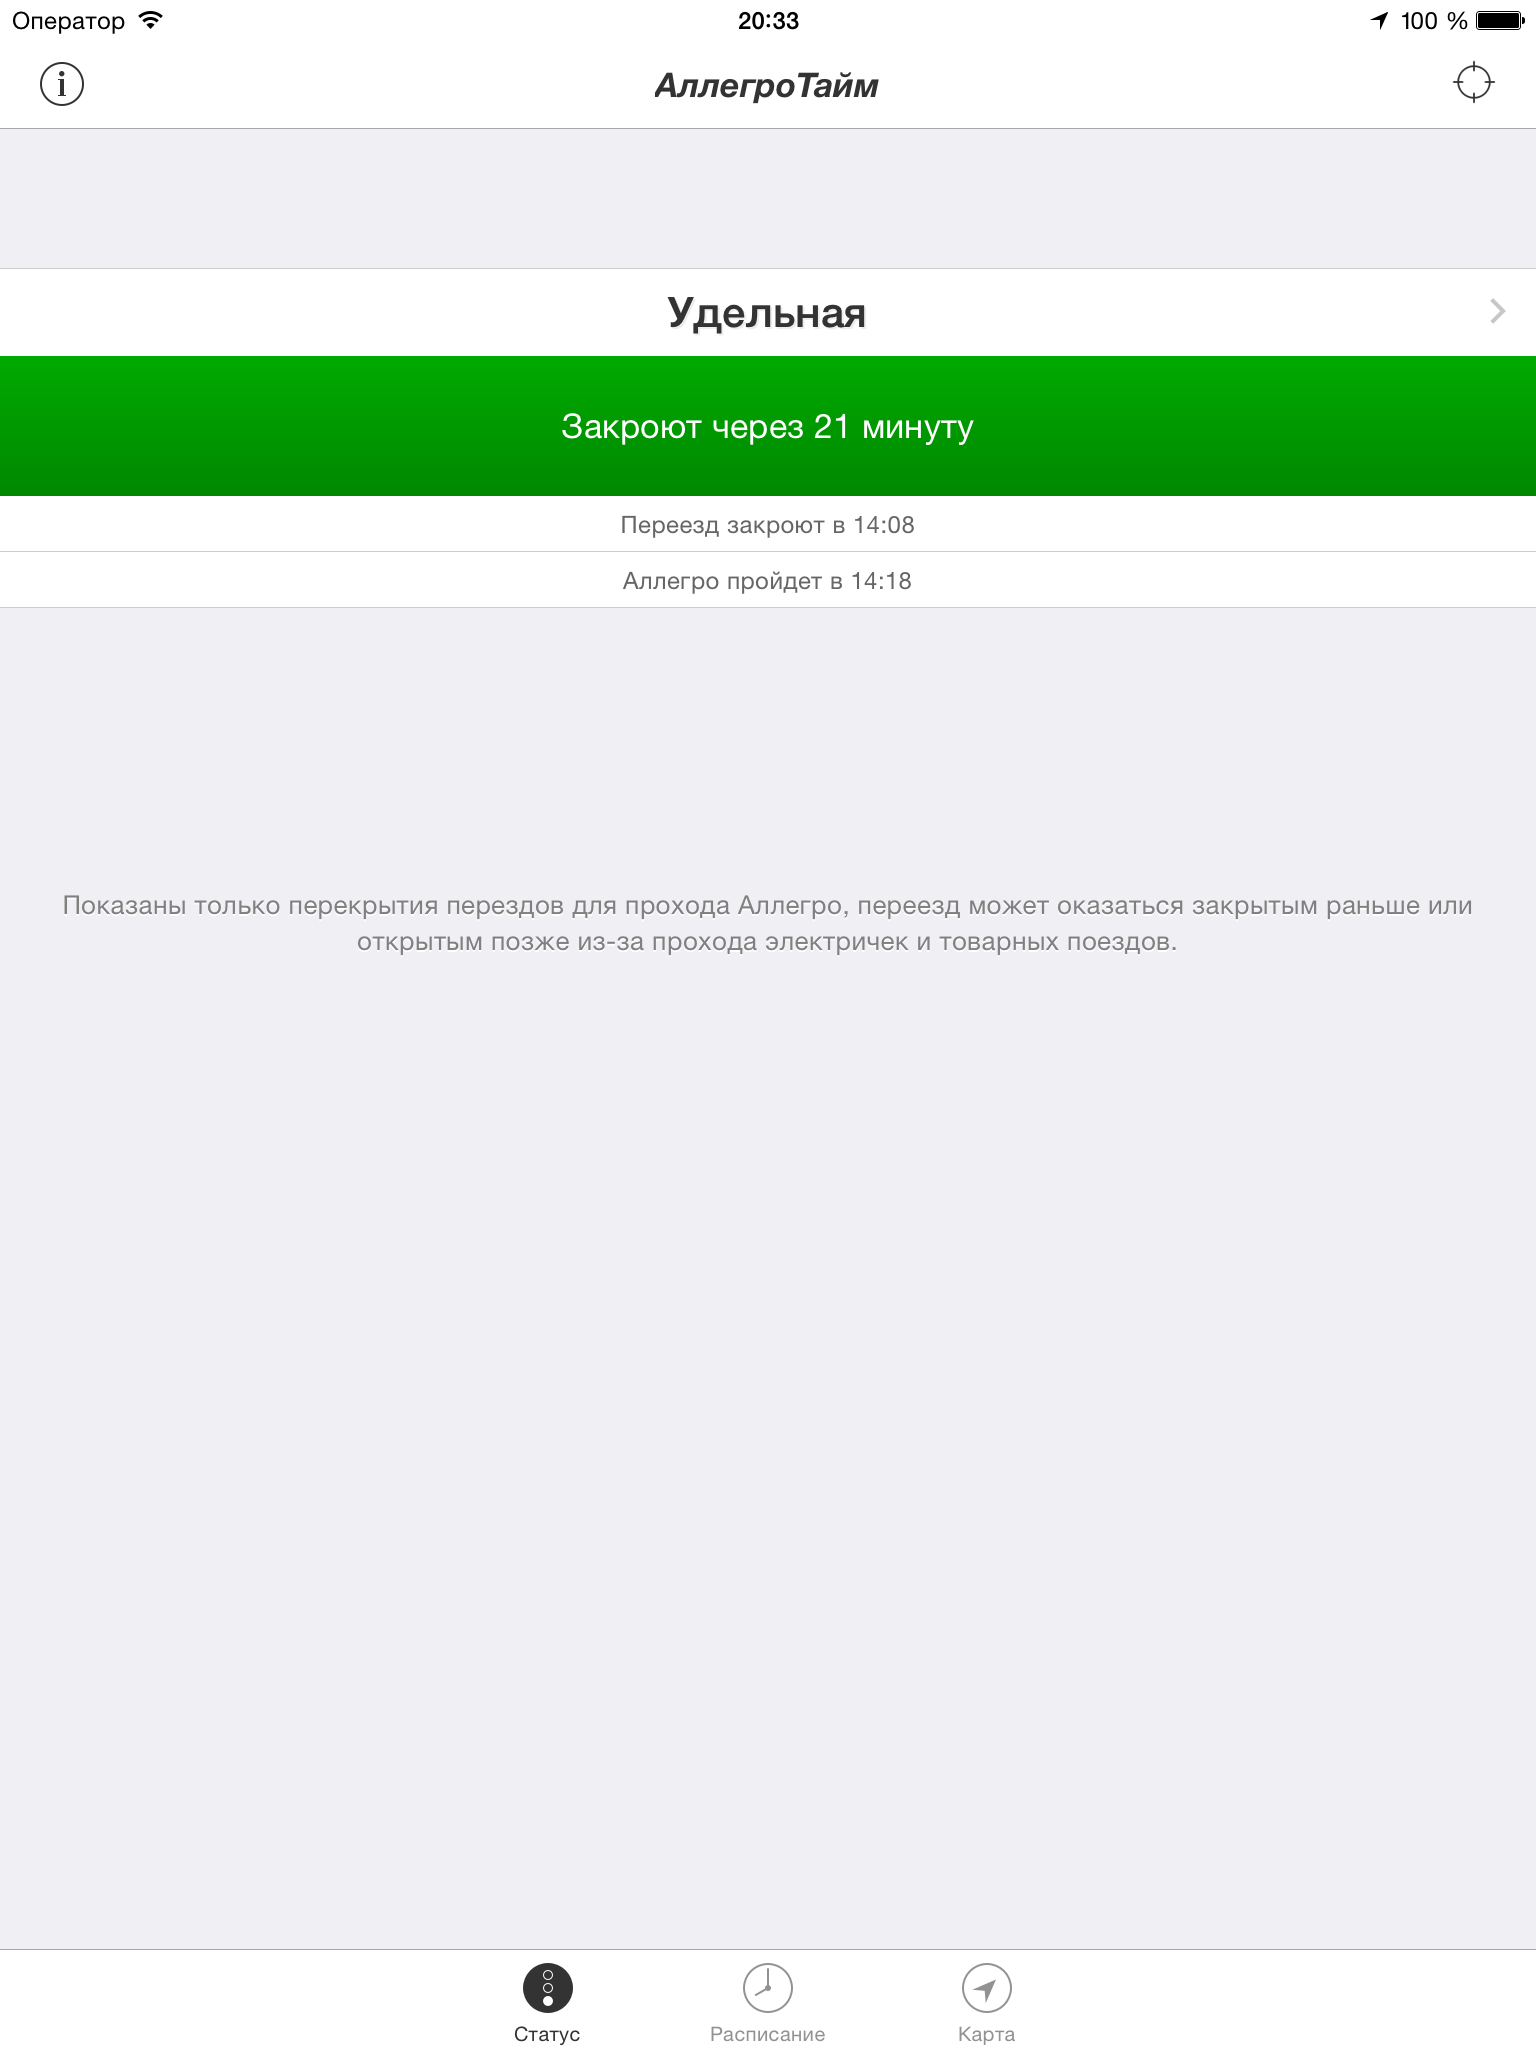 Оператор 20:33 100 %
i
АллегроТайм
Удельная
Закроют через 21 минуту
Переезд закроют в 14:08
Аллегро пройдет в 14:18
Показаны только перекрытия перездов для прохода Аллегро, переезд может оказаться закрытым раньше или
открытым позже из-за прохода электричек и товарных поездов.
Статус
Расписание
Карта